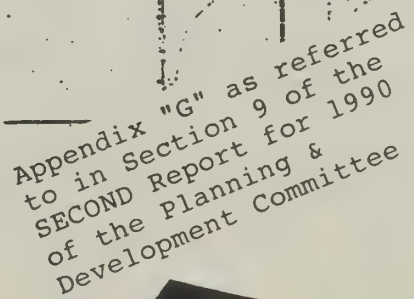 Appendix "G" as referred
to in Section 9 of the
SECOND Report for 1990
of the Planning &
Development Committee